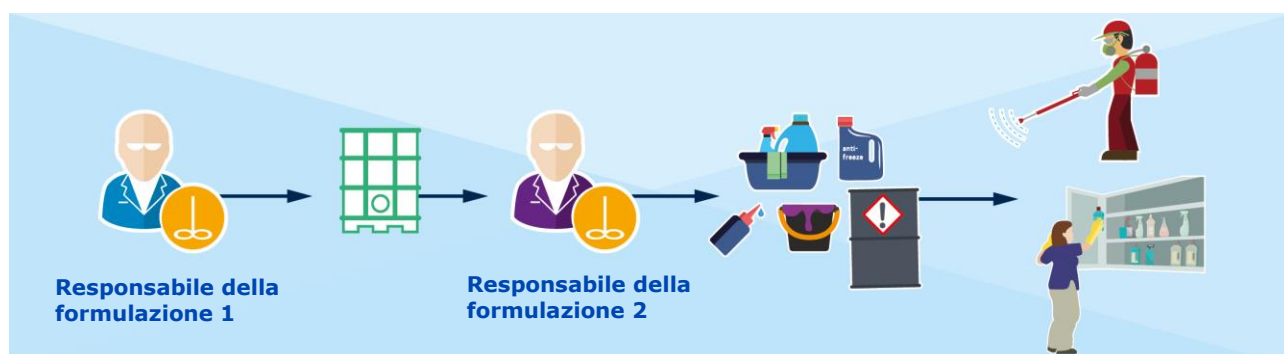 Responsabile della
formulazione 1
Responsabile della
formulazione 2
anti-
freeze